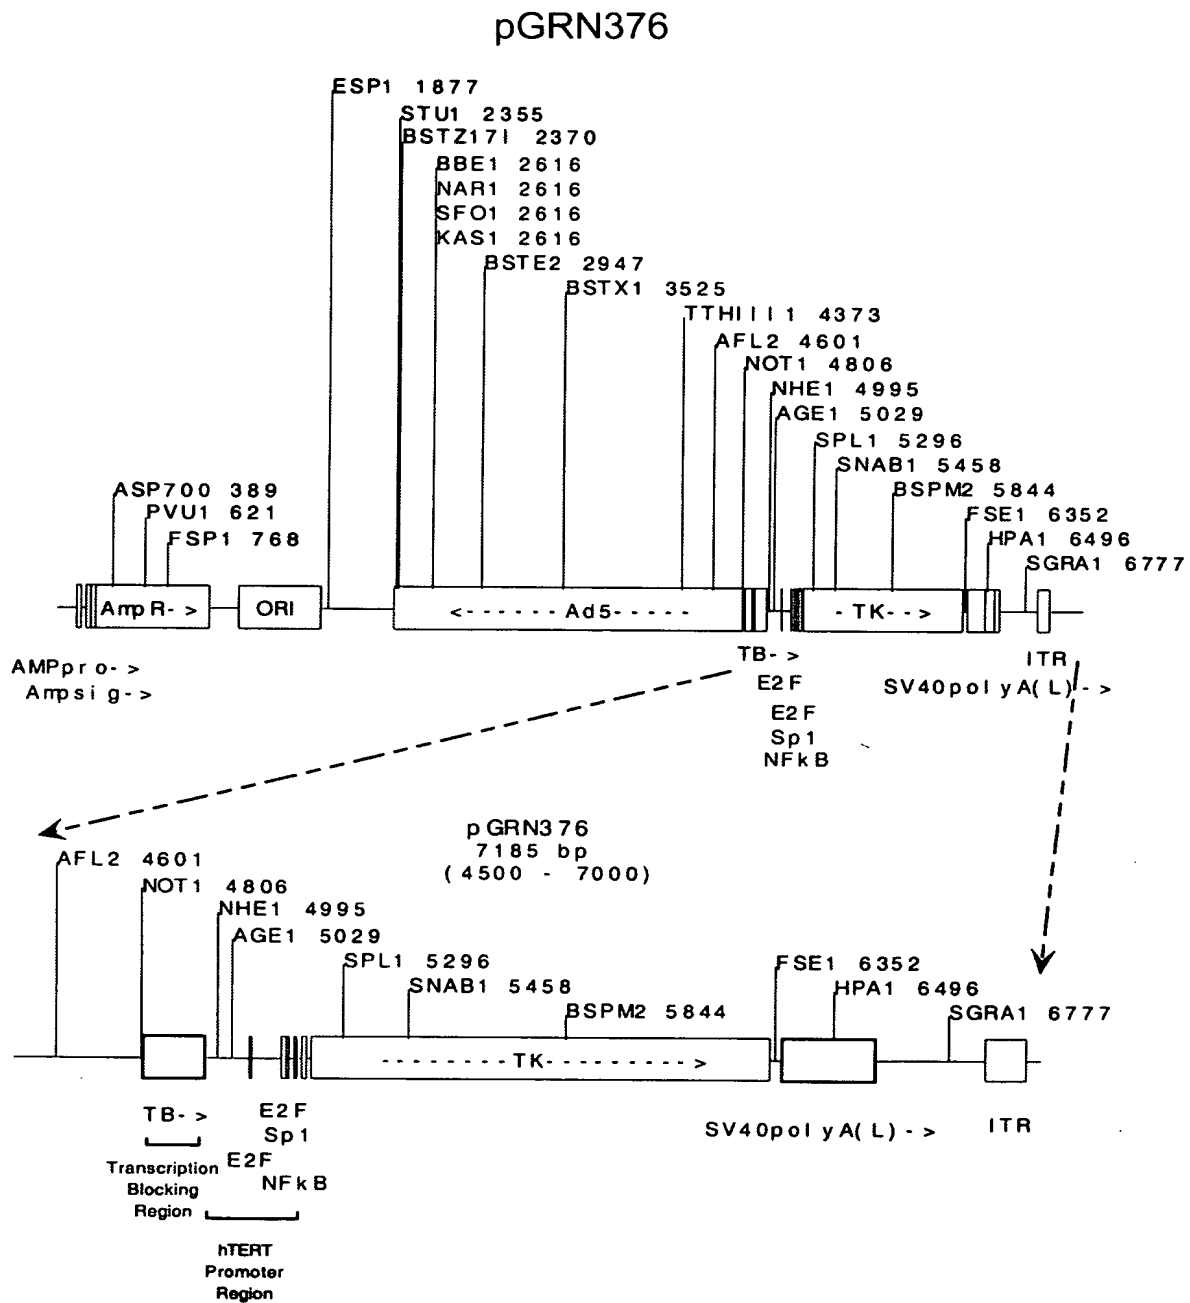 pGRN376
ESP1 1877
STU1 2355
BSTZ17I 2370
BBE1 2616
NAR1 2616
SFO1 2616
KAS1 2616
BSTE2 2947
BSTX1 3525
TTHIII1 4373
AFL2 4601
NOT1 4806
NHE1 4995
AGE1 5029
SPL1 5296
SNAB1 5458
BSPM2 5844
ASP700 389
PVU1 621
FSP1 768
FSE1 6352
HPA1 6496
SGRA1 6777
AmpR- >
ORI
<------ Ad5-----
-TK-- >
AMPpro- >
Ampsig- >
TB- >
E2F
E2F
Sp1
NFkB
ITR
SV40polyA(L)- >
pGRN376
7185 bp
(4500 - 7000)
AFL2 4601
NOT1 4806
NHE1 4995
AGE1 5029
SPL1 5296
SNAB1 5458
BSPM2 5844
FSE1 6352
HPA1 6496
SGRA1 6777
--------TK--------- >
TB- >
E2F
Sp1
E2F
NFkB
SV40polyA(L)- >
ITR
Transcription
Blocking
Region
hTERT
Promoter
Region